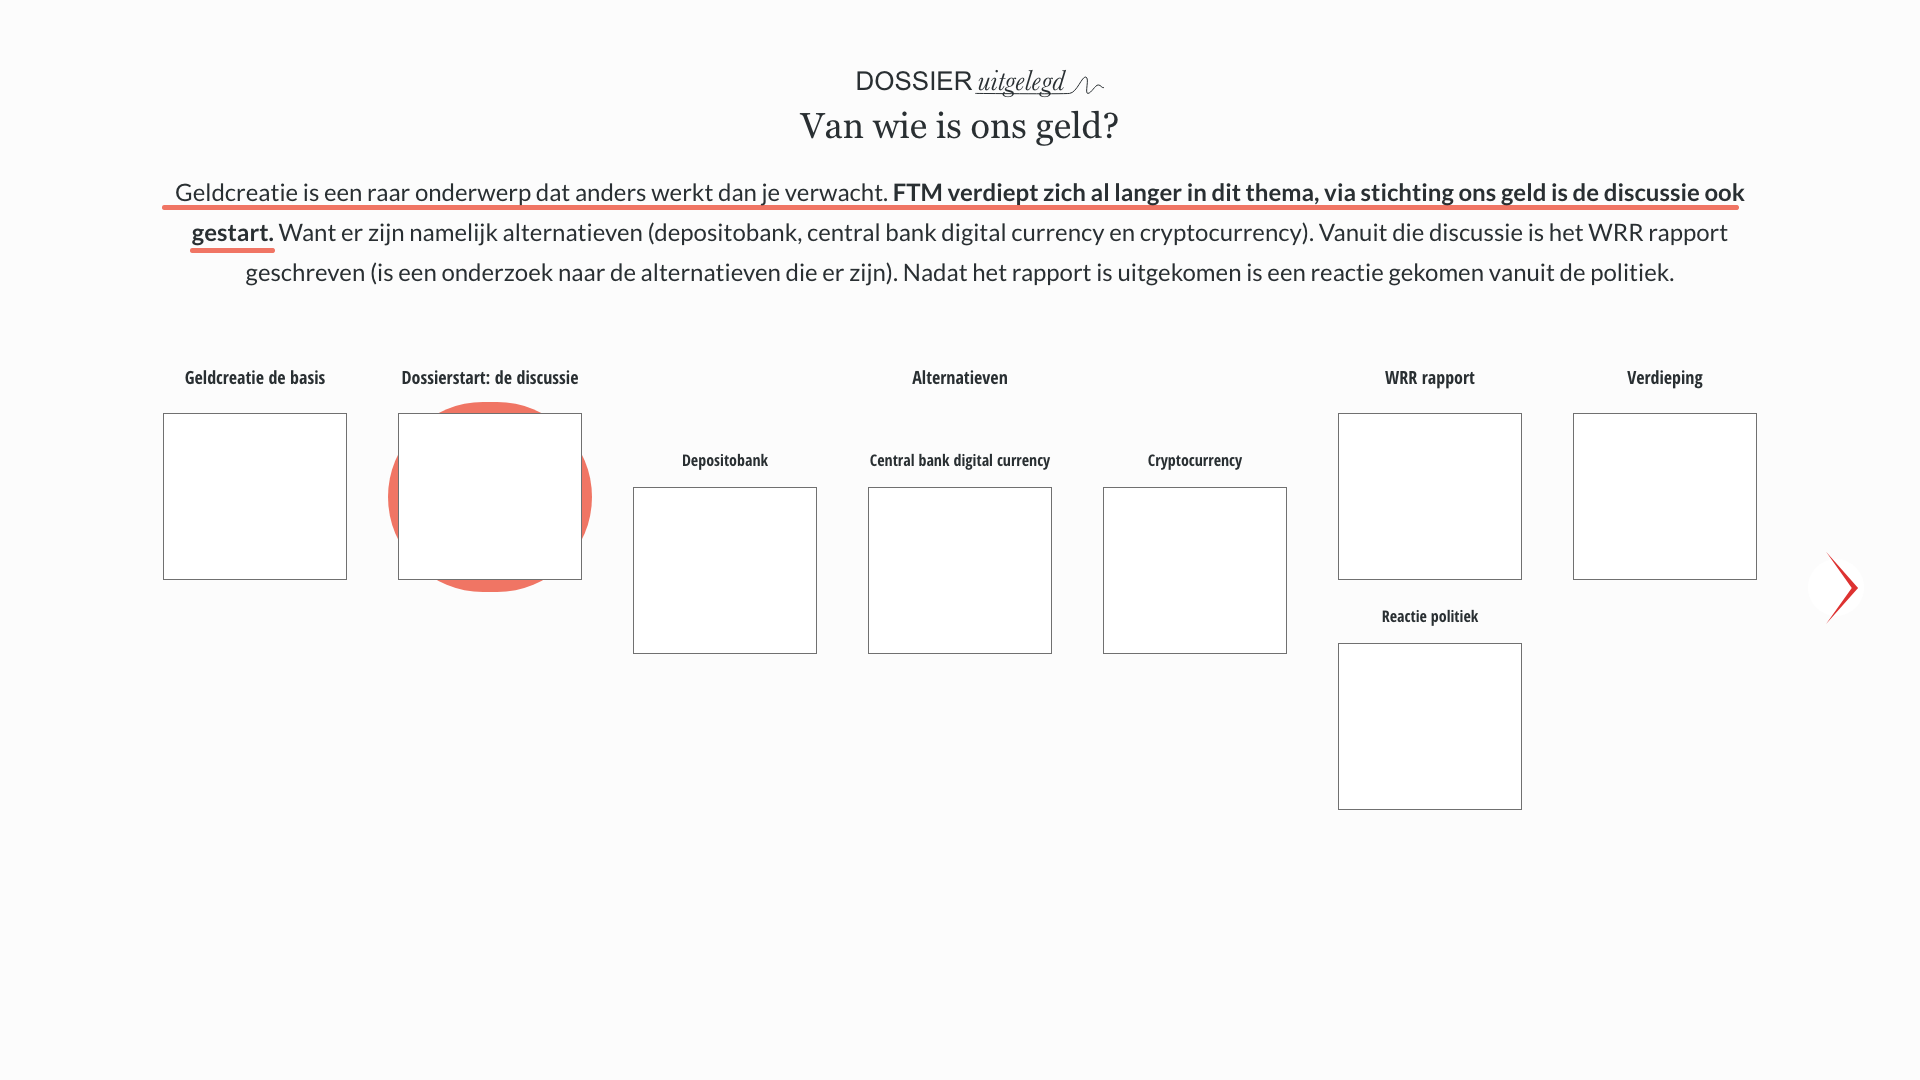 DOSSIER uitgelegd
Van wie is ons geld?
Geldcreatie is een raar onderwerp dat anders werkt dan je verwacht. FTM verdiept zich al langer in dit thema, via stichting ons geld is de discussie ook
gestart. Want er zijn namelijk alternatieven (depositobank, central bank digital currency en cryptocurrency). Vanuit die discussie is het WRR rapport
geschreven (is een onderzoek naar de alternatieven die er zijn). Nadat het rapport is uitgekomen is een reactie gekomen vanuit de politiek.
Geldcreatie de basis
Dossierstart: de discussie
Alternatieven
WRR rapport
Verdieping
Depositobank
Central bank digital currency
Cryptocurrency
Reactie politiek